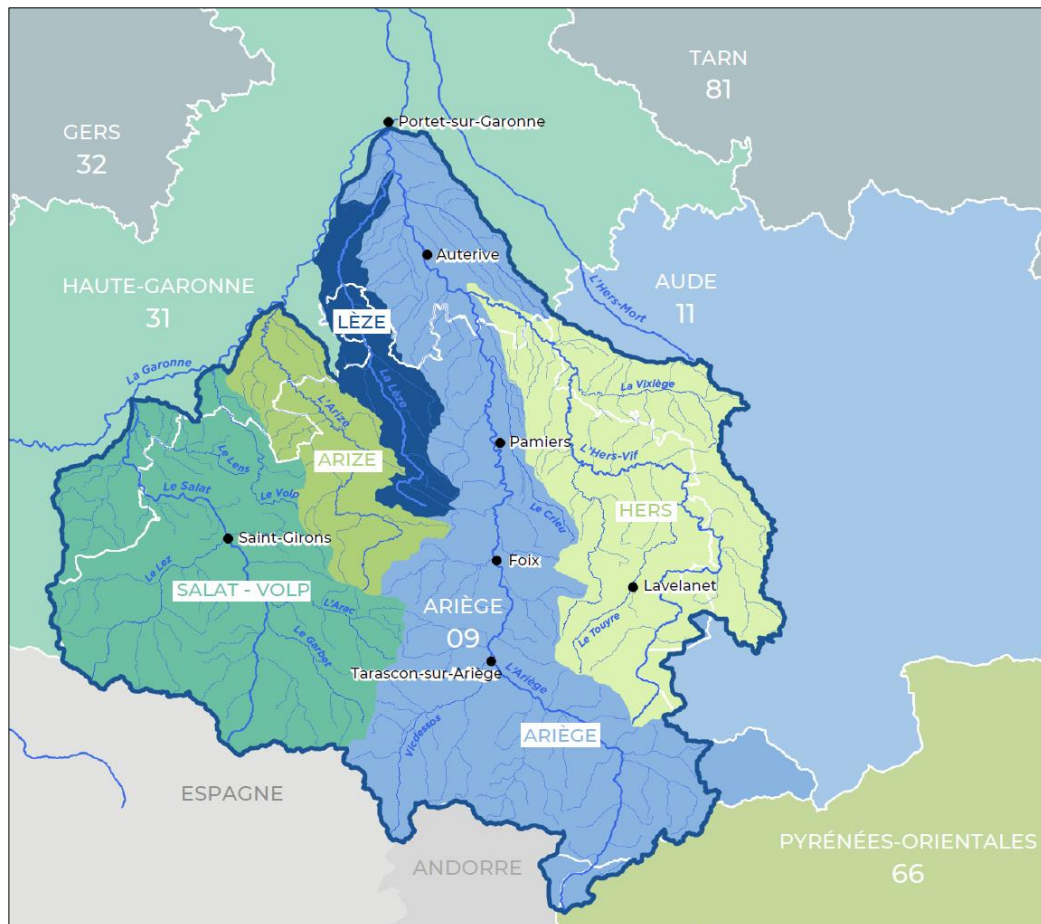 TARN
81
Portet-sur-Garonne
GERS
32
Auterive
HAUTE-GARONNE
31
AUDE
11
L'Hers-Mort
LÈZE
La Garonne
La Lèze
La Vixiège
L'Arize
Pamiers
L'Hers-Vif
ARIZE
Le Lens
Le Salat
Le Volp
HERS
Le Crieu
Saint-Girons
Foix
Le Lez
SALAT - VOLP
Lavelanet
ARIÈGE
09
L'Arac
Le Garbet
Le Touyre
Tarascon-sur-Ariège
L'Ariège
ARIÈGE
Vicdessos
ESPAGNE
ANDORRE
PYRÉNÉES-ORIENTALES
66